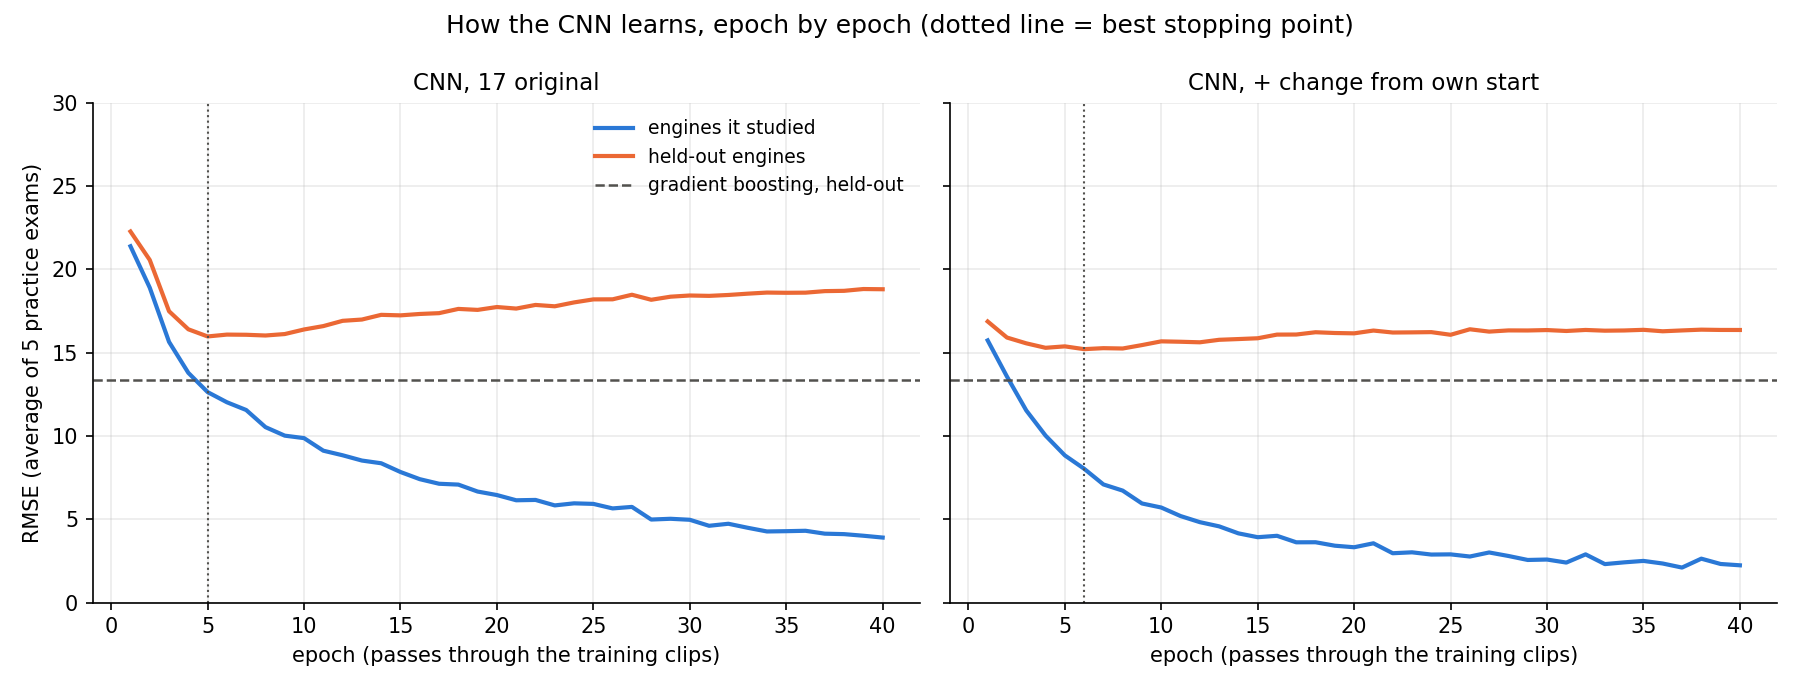 How the CNN learns, epoch by epoch (dotted line = best stopping point)
CNN, 17 original
CNN, + change from own start
RMSE (average of 5 practice exams)
30
25
20
15
10
5
0
engines it studied
held-out engines
gradient boosting, held-out
0 5 10 15 20 25 30 35 40
0 5 10 15 20 25 30 35 40
epoch (passes through the training clips)
epoch (passes through the training clips)